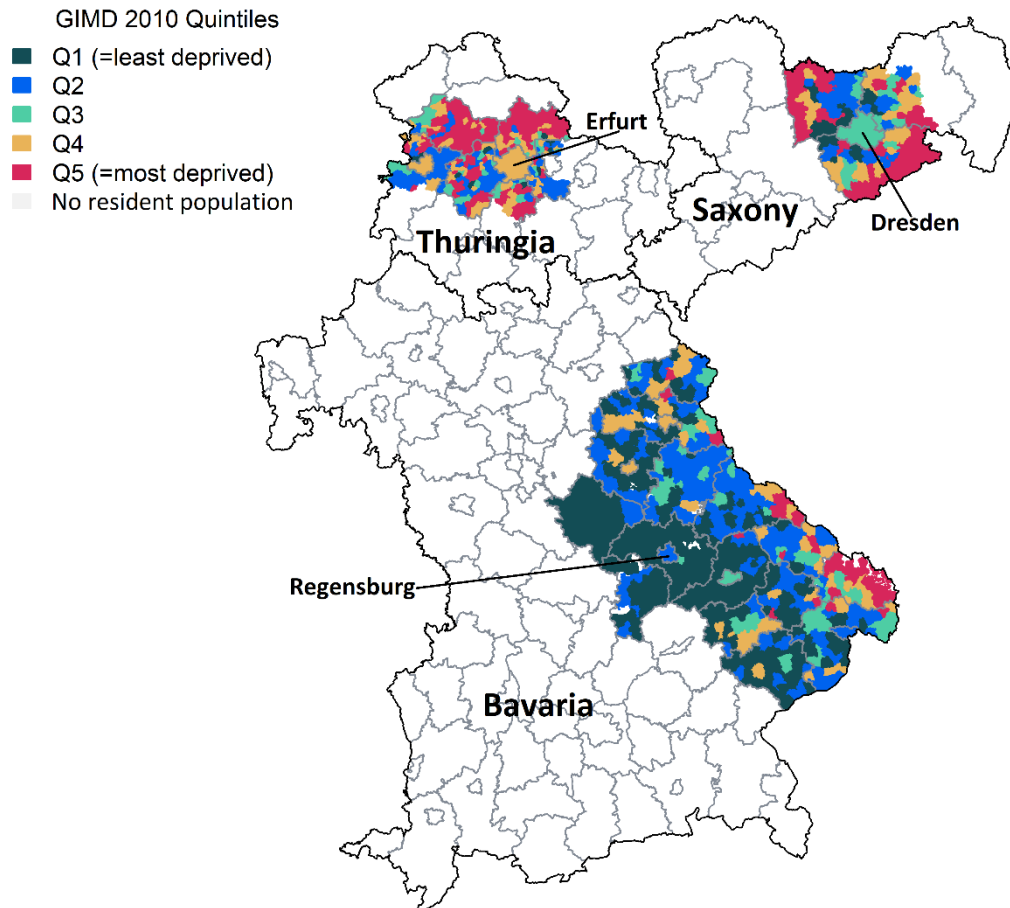 GIMD 2010 Quintiles
Q1 (=least deprived)
Q2
Q3
Q4
Q5 (=most deprived)
No resident population
Erfurt
Thuringia
Saxony
Dresden
Regensburg
Bavaria